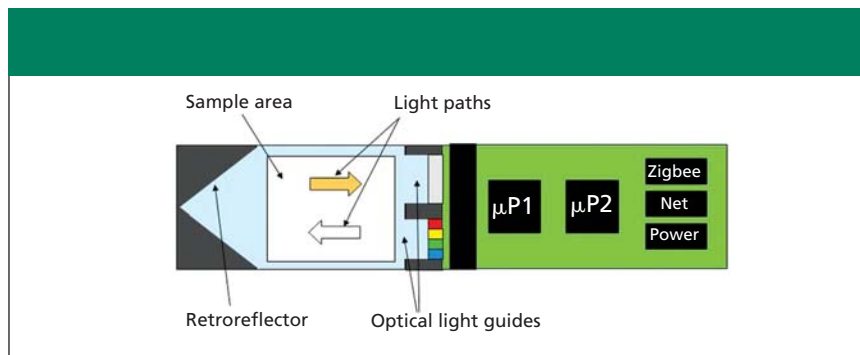 Sample area
Light paths
Zigbee
μP1
μP2
Net
Power
Retroreflector
Optical light guides